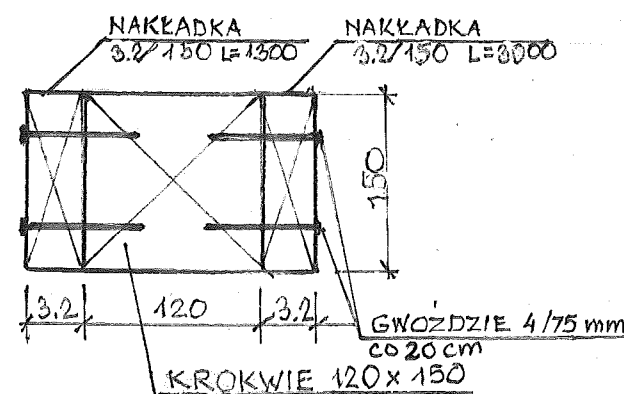 NAKŁADKA
3.2/150 L=1300
NAKŁADKA
3.2/150 L=3000
150
3.2
120
3.2
GWOŹDZIE 4/75 mm
co 20 cm
KROKWIE 120 x 150